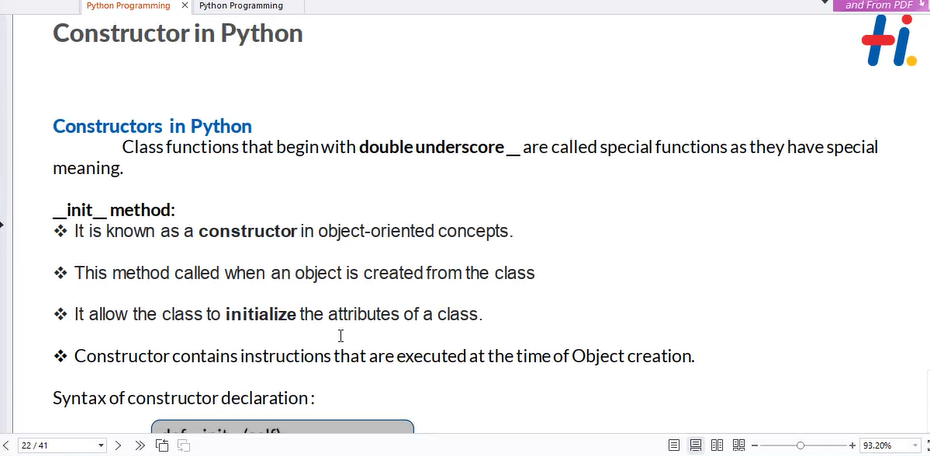 Python Programming
Python Programming
and From PDF
Constructor in Python
Hi.
Constructors in Python
Class functions that begin with double underscore __ are called special functions as they have special
meaning.
__init__ method:
❖ It is known as a constructor in object-oriented concepts.
❖ This method called when an object is created from the class
❖ It allow the class to initialize the attributes of a class.
❖ Constructor contains instructions that are executed at the time of Object creation.
Syntax of constructor declaration :
22 / 41
93.20%